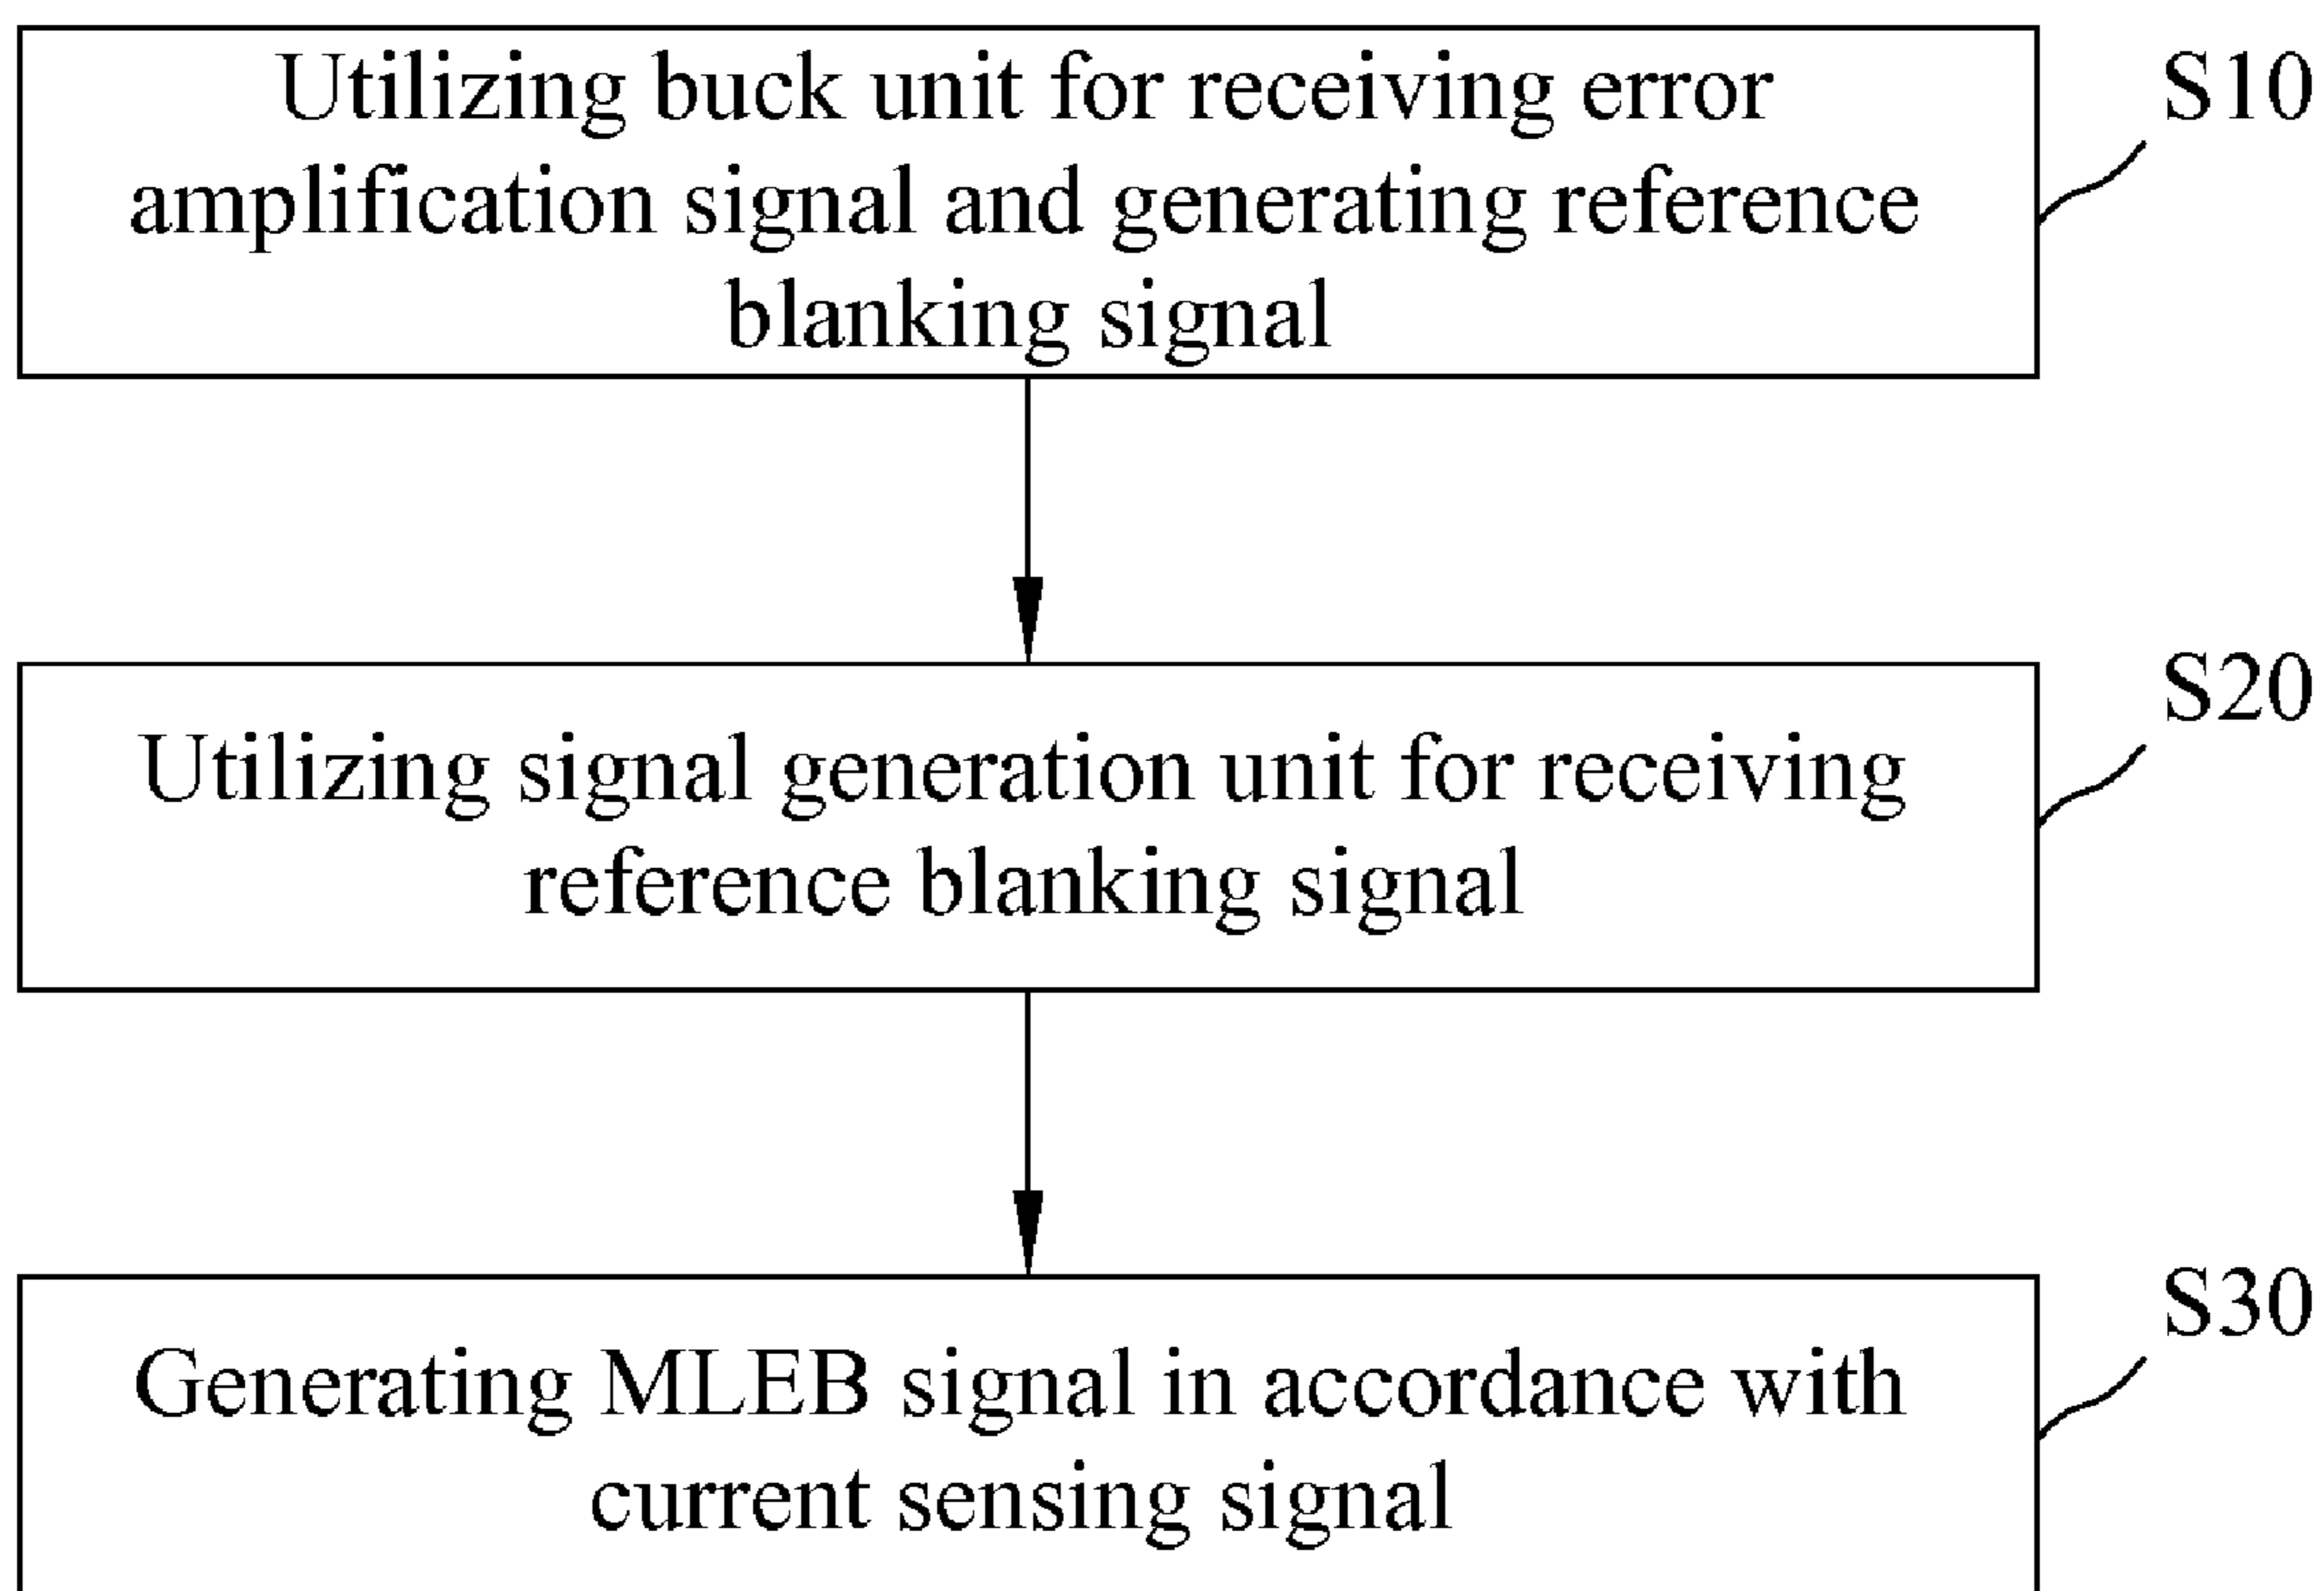 Utilizing buck unit for receiving error
amplification signal and generating reference
blanking signal
S10
Utilizing signal generation unit for receiving
reference blanking signal
S20
Generating MLEB signal in accordance with
current sensing signal
S30